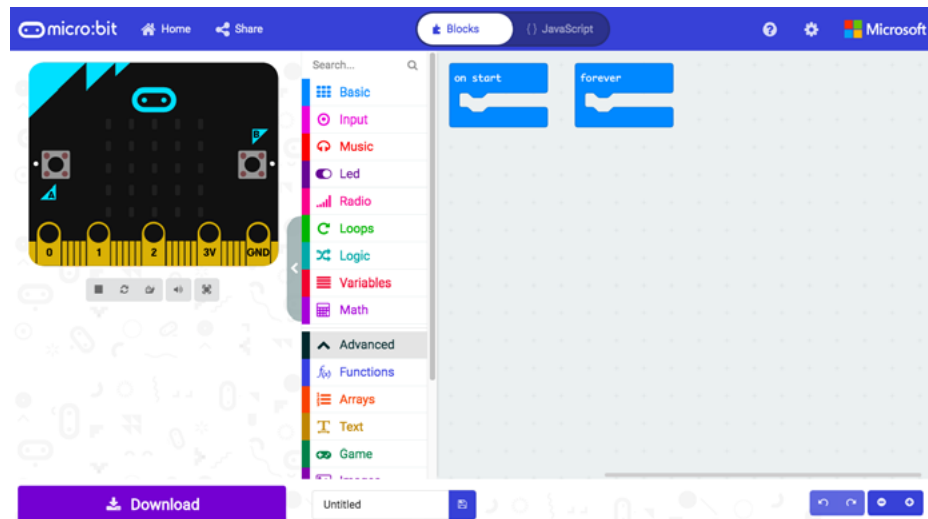 micro:bit
Home
Share
Blocks
{} JavaScript
Microsoft
Search...
Basic
Input
Music
Led
Radio
Loops
Logic
Variables
Math
Advanced
f(x) Functions
Arrays
Text
Game
on start
forever
B
A
0 1 2 3V GND
Download
Untitled